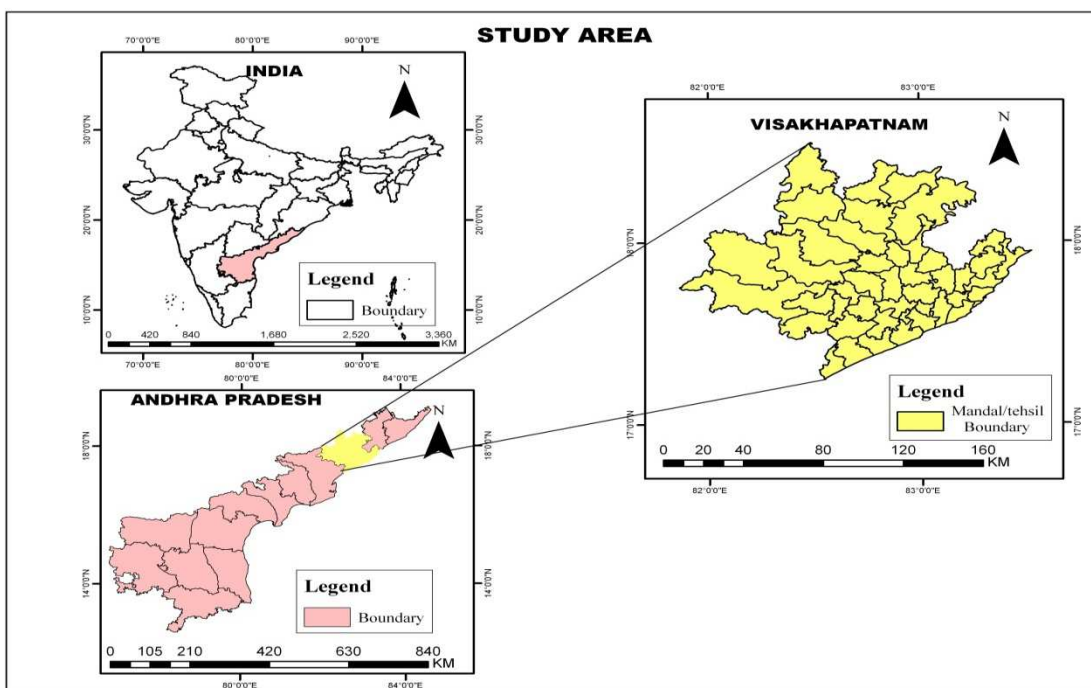 STUDY AREA
70°0'0"E 80°0'0"E 90°0'0"E
INDIA
N
30°0'0"N
20°0'0"N
10°0'0"N
30°0'0"N
20°0'0"N
10°0'0"N
Legend
Boundary
0 420 840 1,680 2,520 3,360
KM
70°0'0"E 80°0'0"E 90°0'0"E
80°0'0"E 84°0'0"E
ANDHRA PRADESH
N
18°0'0"N
14°0'0"N
18°0'0"N
14°0'0"N
Legend
Boundary
0 105 210 420 630 840
KM
80°0'0"E 84°0'0"E
82°0'0"E 83°0'0"E
VISAKHAPATNAM
N
18°0'0"N
17°0'0"N
18°0'0"N
17°0'0"N
Legend
Mandal/tehsil
Boundary
0 20 40 80 120 160
KM
82°0'0"E 83°0'0"E